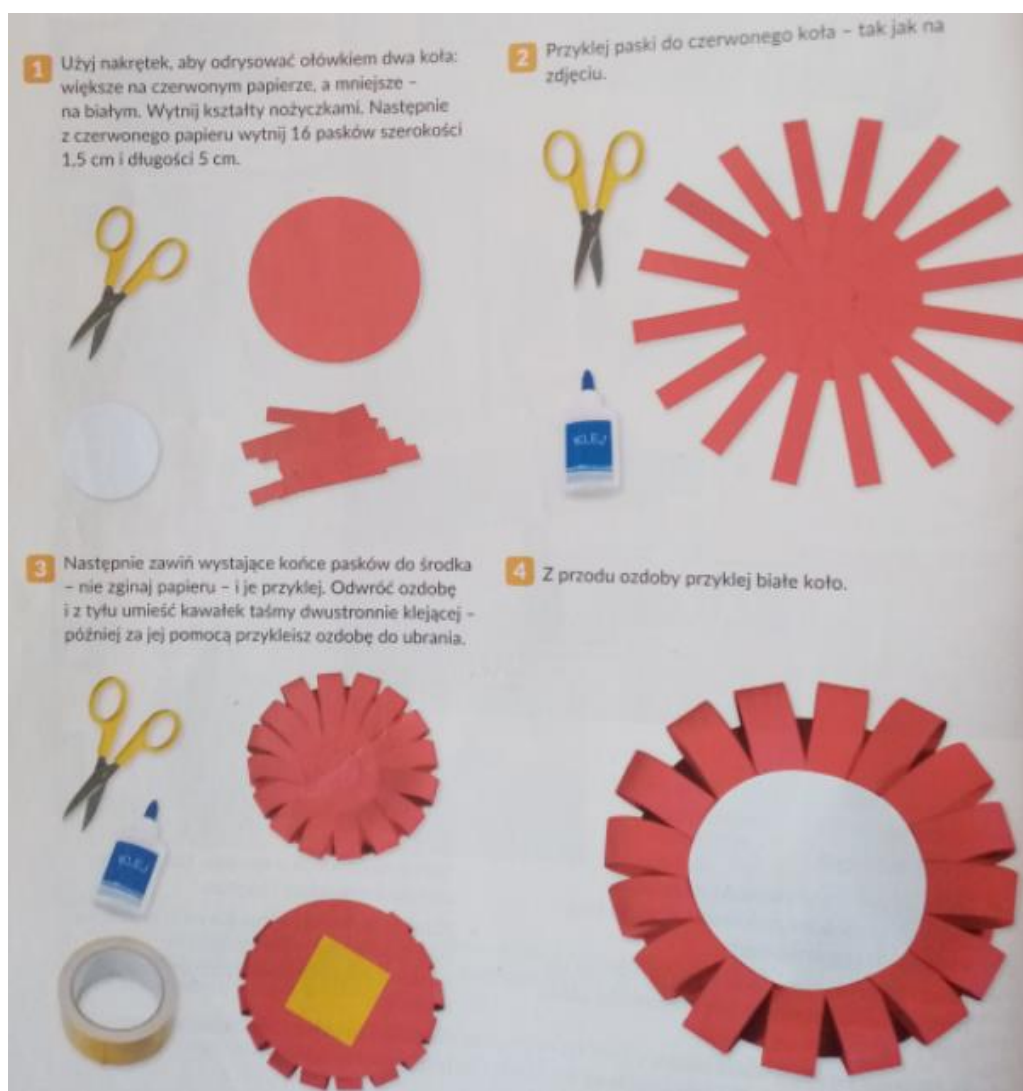 1 Użyj nakrętek, aby odrysować ołówkiem dwa koła:
większe na czerwonym papierze, a mniejsze –
na białym. Wytnij kształty nożyczkami. Następnie
z czerwonego papieru wytnij 16 pasków szerokości
1,5 cm i długości 5 cm.
2 Przyklej paski do czerwonego koła – tak jak na
zdjęciu.
KLEJ
3 Następnie zawiń wystające końce pasków do środka
– nie zginaj papieru – i je przyklej. Odwróć ozdobę
i z tyłu umieść kawałek taśmy dwustronnie klejącej –
później za jej pomocą przykleisz ozdobę do ubrania.
KLEJ
4 Z przodu ozdoby przyklej białe koło.